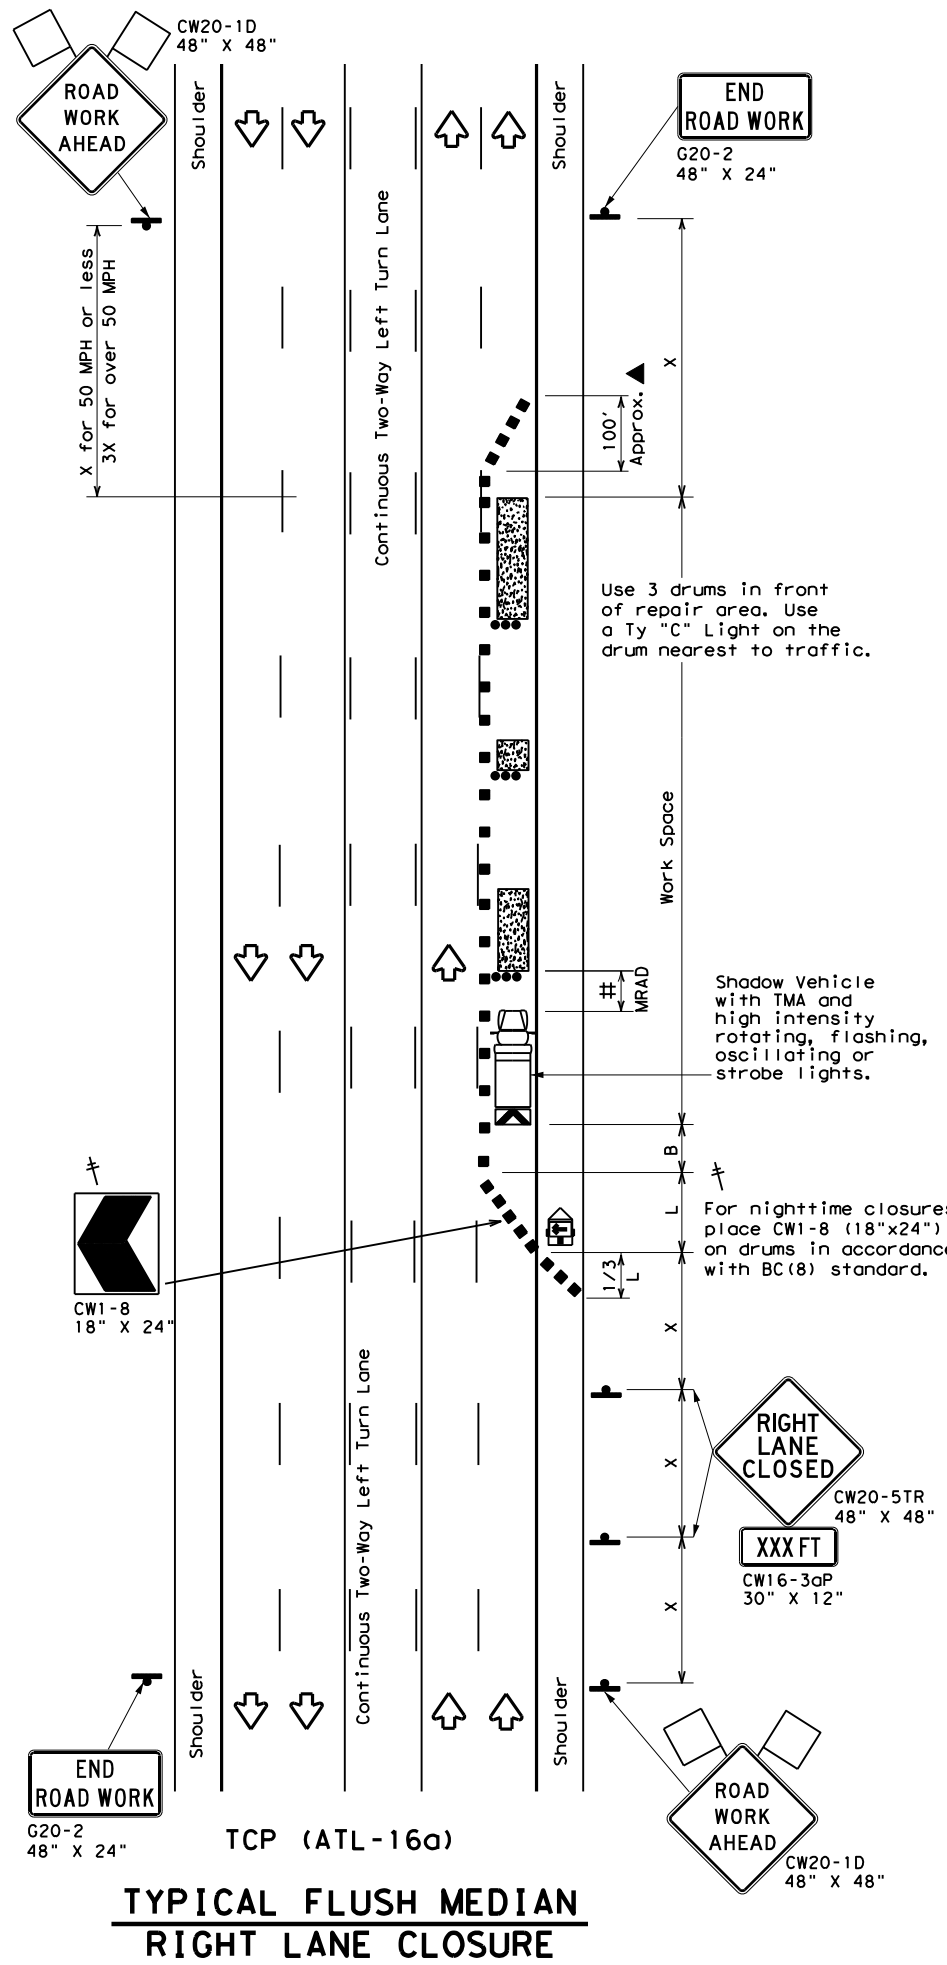 CW20-1D
48" X 48"
ROAD
WORK
AHEAD
Shoulder
Shoulder
END
ROAD WORK
G20-2
48" X 24"
X for 50 MPH or less
3X for over 50 MPH
Continuous Two-Way Left Turn Lane
X
100'
Approx.
Use 3 drums in front
of repair area. Use
a Ty "C" Light on the
drum nearest to traffic.
Work Space
#
MRAD
Shadow Vehicle
with TMA and
high intensity
rotating, flashing,
oscillating or
strobe lights.
B
L
For nighttime closures
place CW1-8 (18"x24")
on drums in accordance
with BC(8) standard.
1/3
L
CW1-8
18" X 24"
X
Continuous Two-Way Left Turn Lane
RIGHT
LANE
CLOSED
CW20-5TR
48" X 48"
X
XXX FT
CW16-3aP
30" X 12"
X
Shoulder
Shoulder
END
ROAD WORK
G20-2
48" X 24"
ROAD
WORK
AHEAD
CW20-1D
48" X 48"
TCP (ATL-16a)
TYPICAL FLUSH MEDIAN
RIGHT LANE CLOSURE